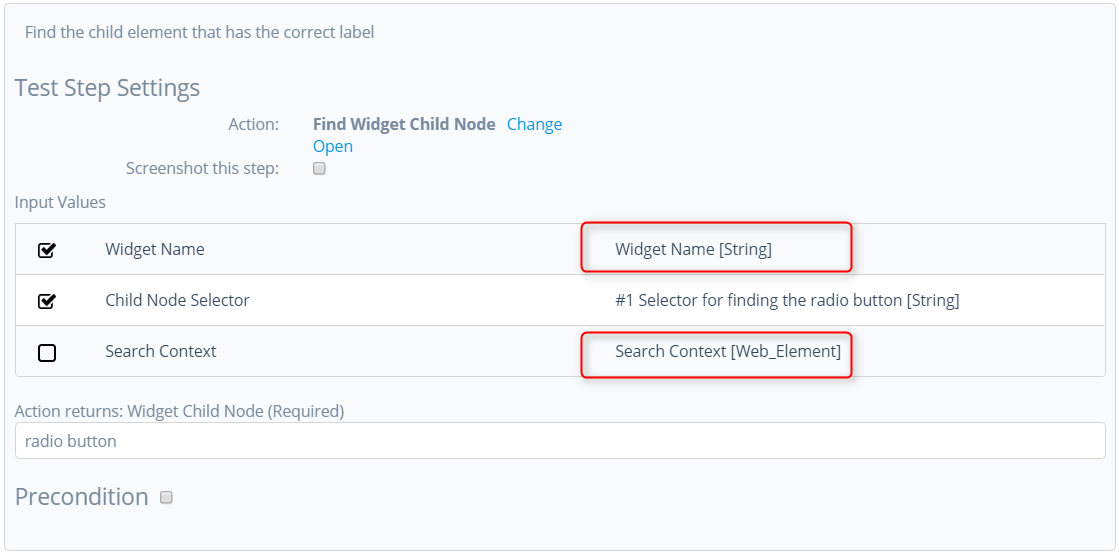 Find the child element that has the correct label
Test Step Settings
Action: Find Widget Child Node Change
Open
Screenshot this step:
Input Values
Widget Name Widget Name [String]
Child Node Selector #1 Selector for finding the radio button [String]
Search Context Search Context [Web_Element]
Action returns: Widget Child Node (Required)
radio button
Precondition